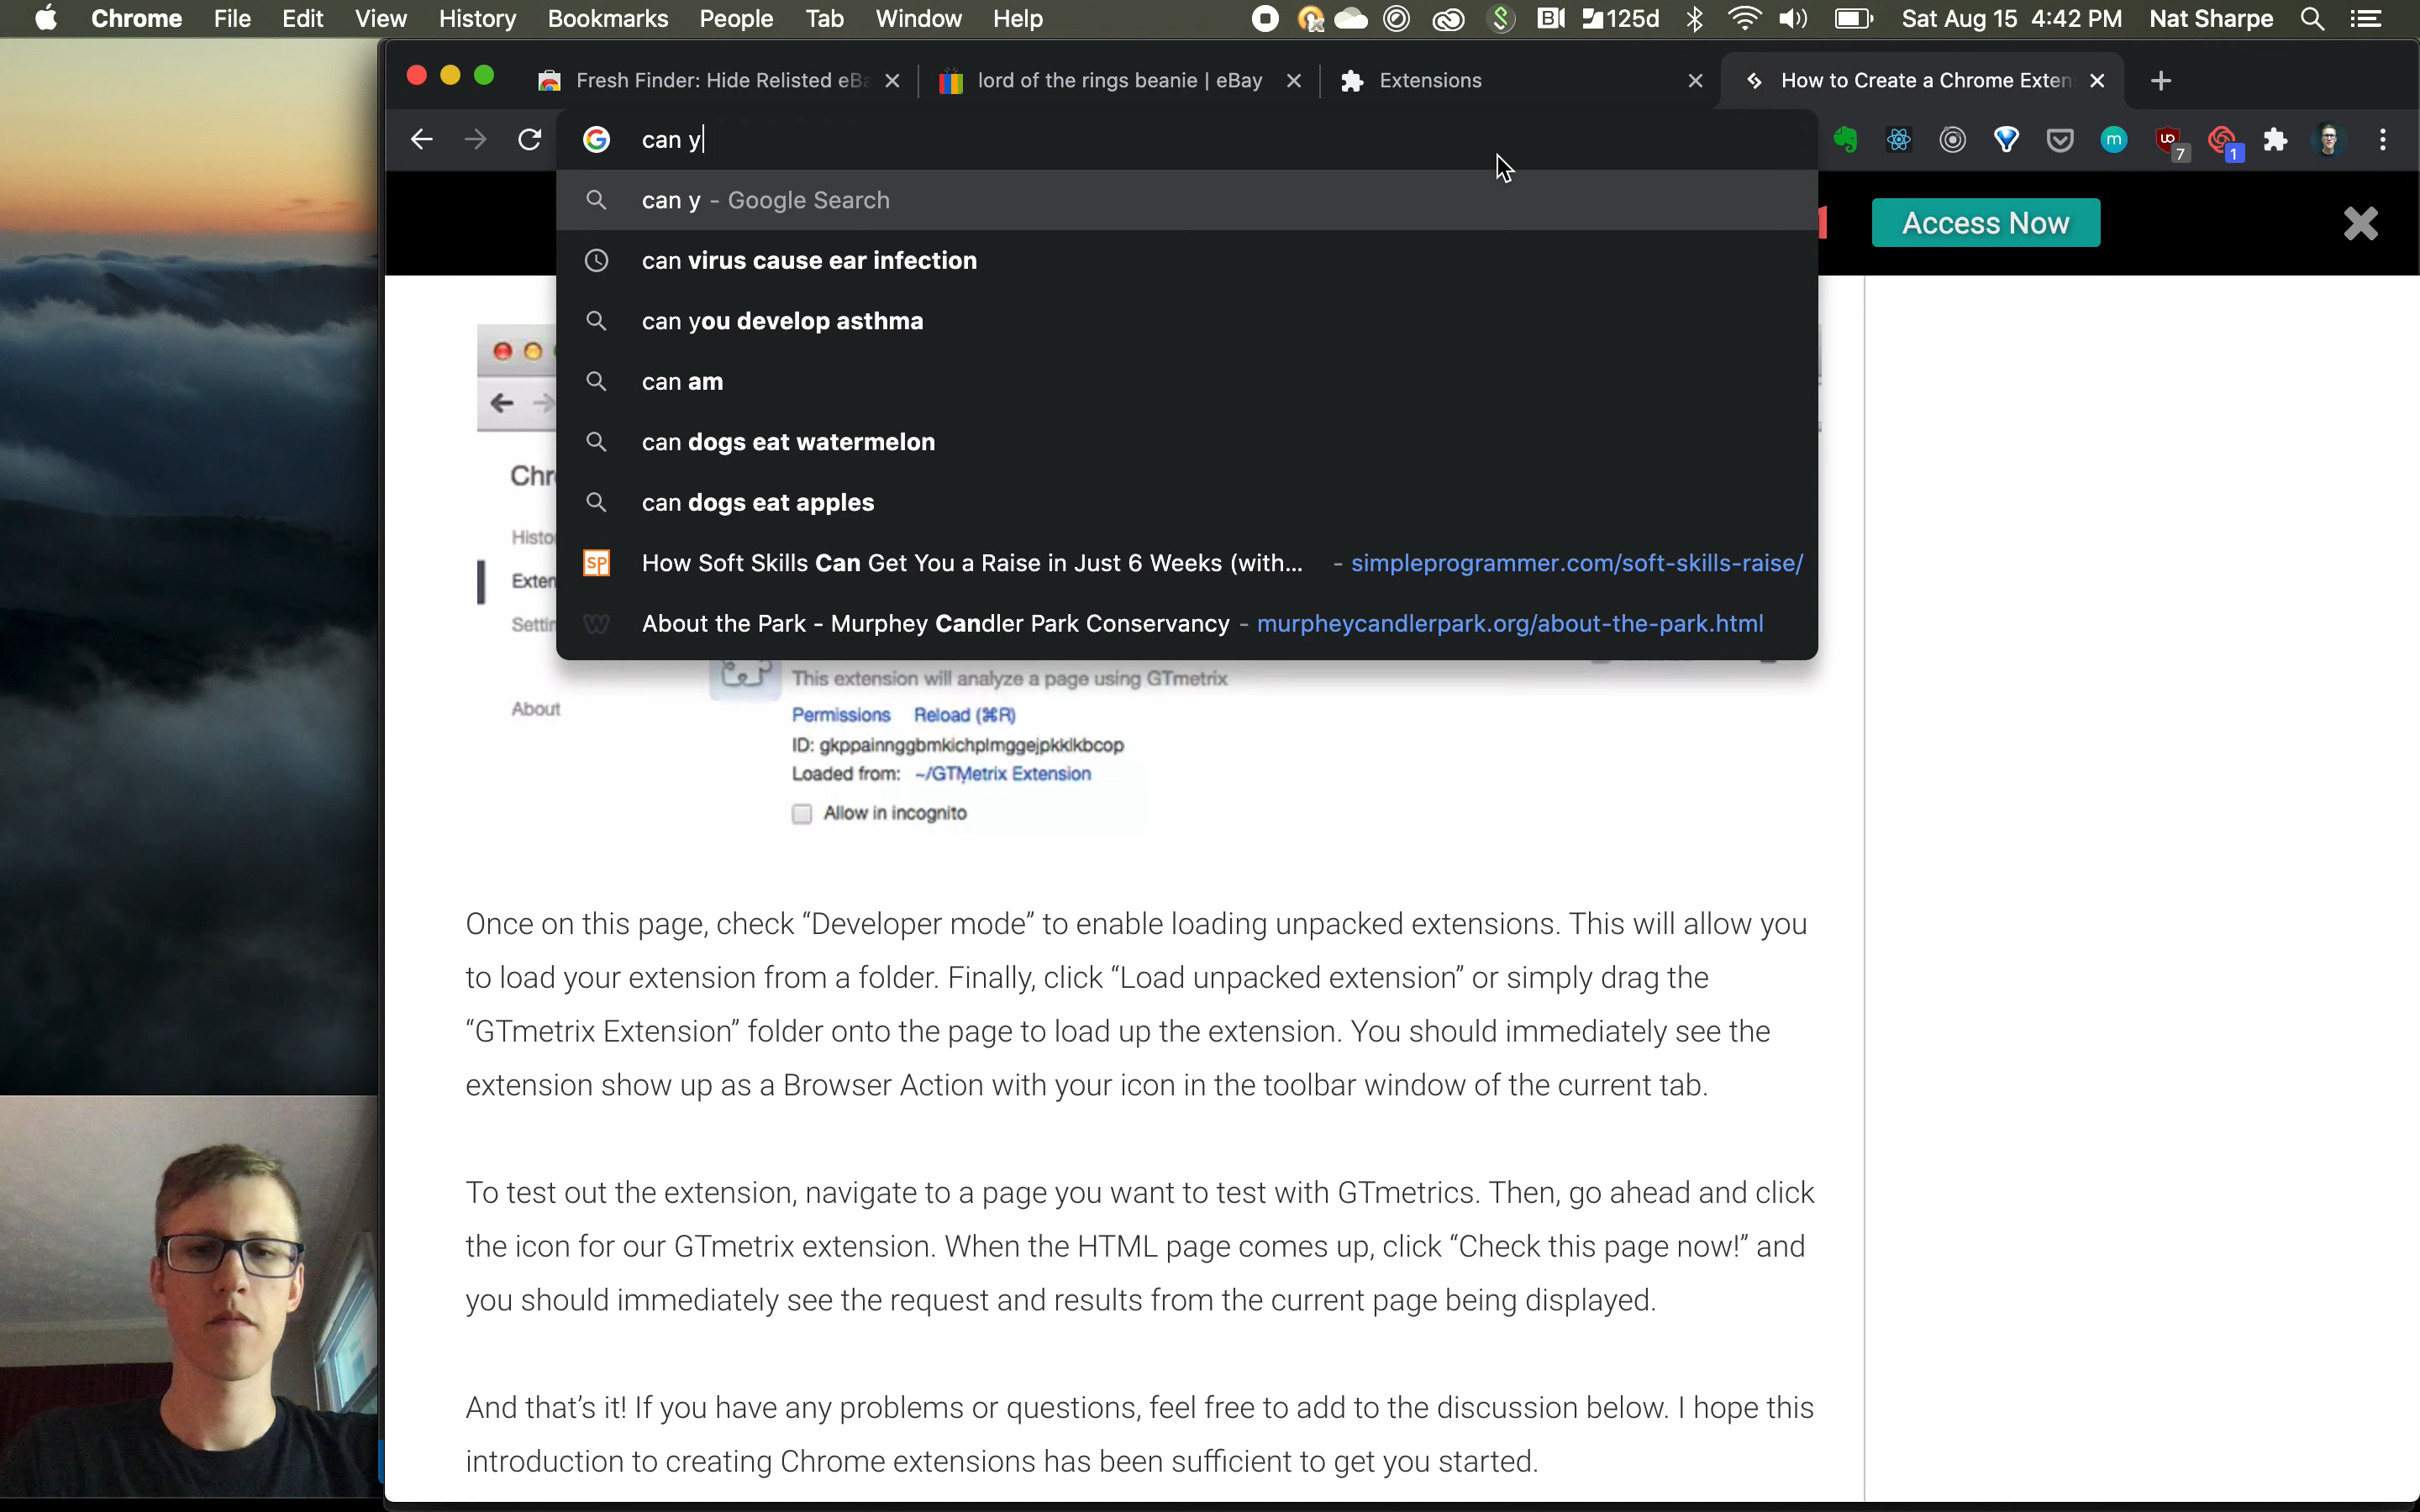 Chrome File Edit View History Bookmarks People Tab Window Help 125d Sat Aug 15 4:42 PM Nat Sharpe
Fresh Finder: Hide Relisted eBa
lord of the rings beanie | eBay
Extensions
How to Create a Chrome Exten
can y
m
7
1
can y - Google Search
Access Now
can virus cause ear infection
can you develop asthma
can am
can dogs eat watermelon
can dogs eat apples
SP How Soft Skills Can Get You a Raise in Just 6 Weeks (with... - simpleprogrammer.com/soft-skills-raise/
W About the Park - Murphey Candler Park Conservancy - murpheycandlerpark.org/about-the-park.html
Chr
Histo
Exten
Settin
About
This extension will analyze a page using GTmetrix
Permissions Reload (⌘R)
ID: gkppainnggbmkichplmggejpkklkbcop
Loaded from: ~/GTMetrix Extension
Allow in incognito
Once on this page, check “Developer mode” to enable loading unpacked extensions. This will allow you
to load your extension from a folder. Finally, click “Load unpacked extension” or simply drag the
“GTmetrix Extension” folder onto the page to load up the extension. You should immediately see the
extension show up as a Browser Action with your icon in the toolbar window of the current tab.
To test out the extension, navigate to a page you want to test with GTmetrics. Then, go ahead and click
the icon for our GTmetrix extension. When the HTML page comes up, click “Check this page now!” and
you should immediately see the request and results from the current page being displayed.
And that’s it! If you have any problems or questions, feel free to add to the discussion below. I hope this
introduction to creating Chrome extensions has been sufficient to get you started.